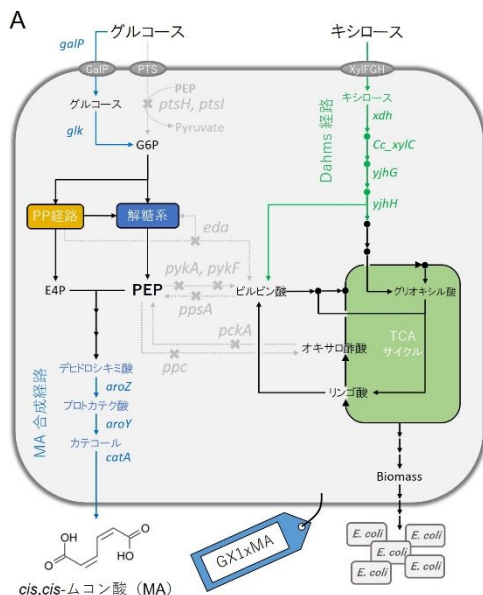 A
グルコース
キシロース
galP
GalP
PTS
XylFGH
グルコース
PEP
ptsH, ptsI
Pyruvate
glk
G6P
キシロース
xdh
Cc_xylC
yjhG
yjhH
Dahms 経路
PP経路
解糖系
eda
E4P
PEP
pykA, pykF
ppsA
ピルビン酸
グリオキシル酸
pckA
オキサロ酢酸
ppc
TCA
サイクル
リンゴ酸
MA 合成経路
デヒドロシキミ酸
aroZ
プロトカテク酸
aroY
カテコール
catA
Biomass
OH
O
O
HO
GX1xMA
E. coli
E. coli
E. coli
E. coli
E. coli
cis,cis-ムコン酸（MA）